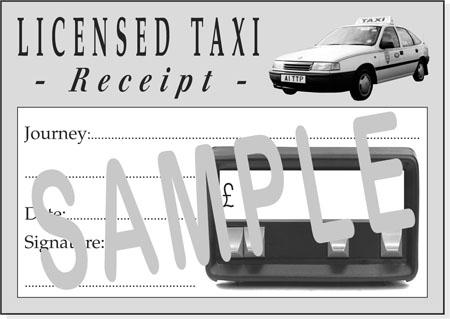 LICENSED TAXI
- Receipt -
TAXI
A1 TTP
Journey:
£
Date:
Signature:
SAMPLE